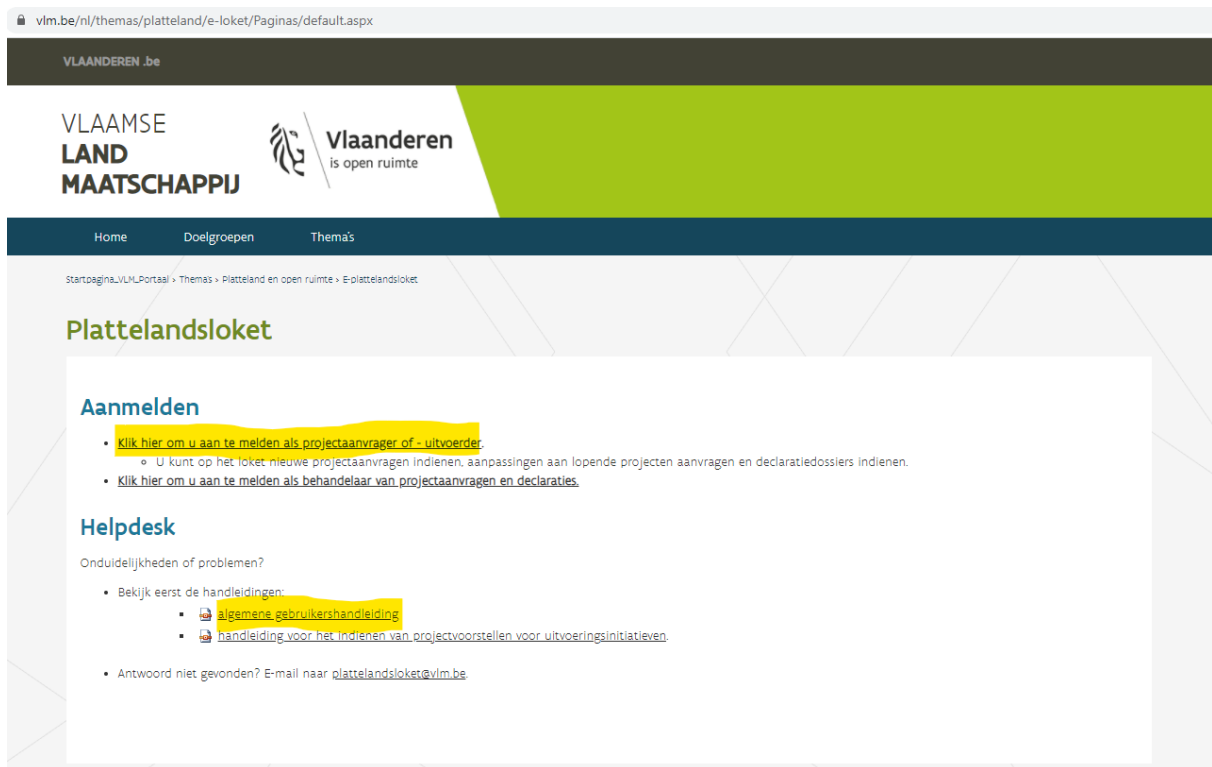 vlm.be/nl/themas/platteland/e-loket/Paginas/default.aspx
VLAANDEREN .be
VLAAMSE
LAND
MAATSCHAPPIJ
Vlaanderen
is open ruimte
Home Doelgroepen Thema's
Startpagina_VLM_Portaal > Thema's > Platteland en open ruimte > E-plattelandsloket
Plattelandsloket
Aanmelden
• Klik hier om u aan te melden als projectaanvrager of - uitvoerder.
o U kunt op het loket nieuwe projectaanvragen indienen, aanpassingen aan lopende projecten aanvragen en declaratiedossiers indienen.
• Klik hier om u aan te melden als behandelaar van projectaanvragen en declaraties.
Helpdesk
Onduidelijkheden of problemen?
• Bekijk eerst de handleidingen:
▪ algemene gebruikershandleiding
▪ handleiding voor het indienen van projectvoorstellen voor uitvoeringsinitiatieven.
• Antwoord niet gevonden? E-mail naar plattelandsloket@vlm.be.